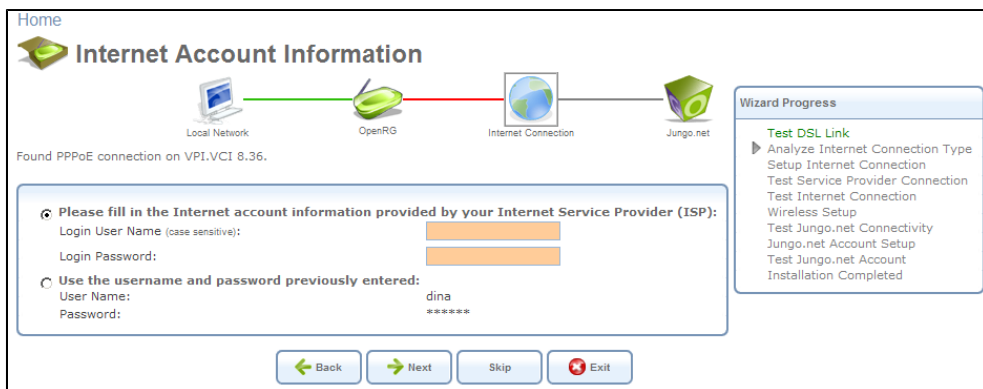 Home
Internet Account Information
Local Network
OpenRG
Internet Connection
Jungo.net
Found PPPoE connection on VPI.VCI 8.36.
Please fill in the Internet account information provided by your Internet Service Provider (ISP):
Login User Name (case sensitive):
Login Password:
Use the username and password previously entered:
User Name: dina
Password: ******
Back
Next
Skip
Exit
Wizard Progress
Test DSL Link
Analyze Internet Connection Type
Setup Internet Connection
Test Service Provider Connection
Test Internet Connection
Wireless Setup
Test Jungo.net Connectivity
Jungo.net Account Setup
Test Jungo.net Account
Installation Completed